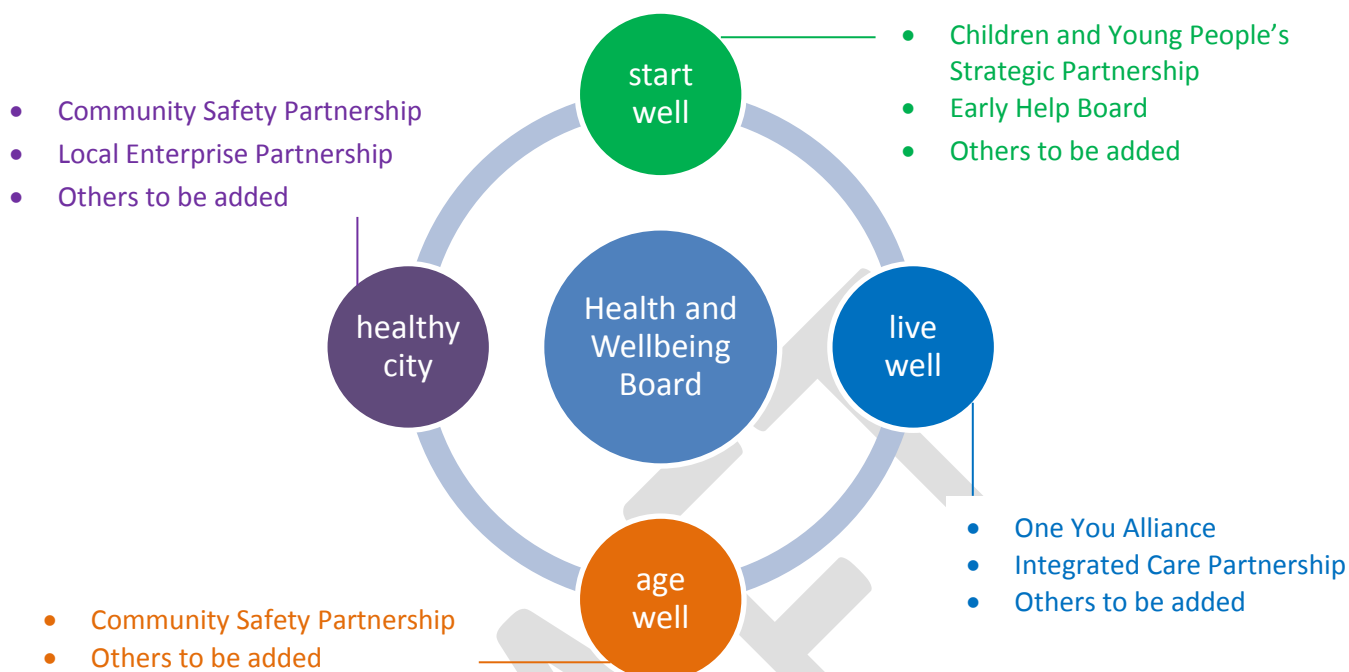 start
well
• Children and Young People’s
Strategic Partnership
• Early Help Board
• Others to be added
• Community Safety Partnership
• Local Enterprise Partnership
• Others to be added
healthy
city
Health and
Wellbeing
Board
live
well
• One You Alliance
• Integrated Care Partnership
• Others to be added
age
well
• Community Safety Partnership
• Others to be added